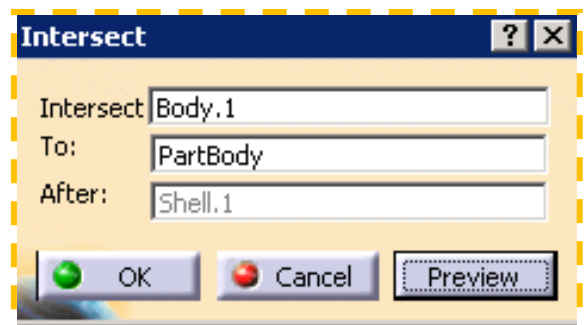 Intersect ? X
Intersect Body.1
To: PartBody
After: Shell.1
OK Cancel Preview